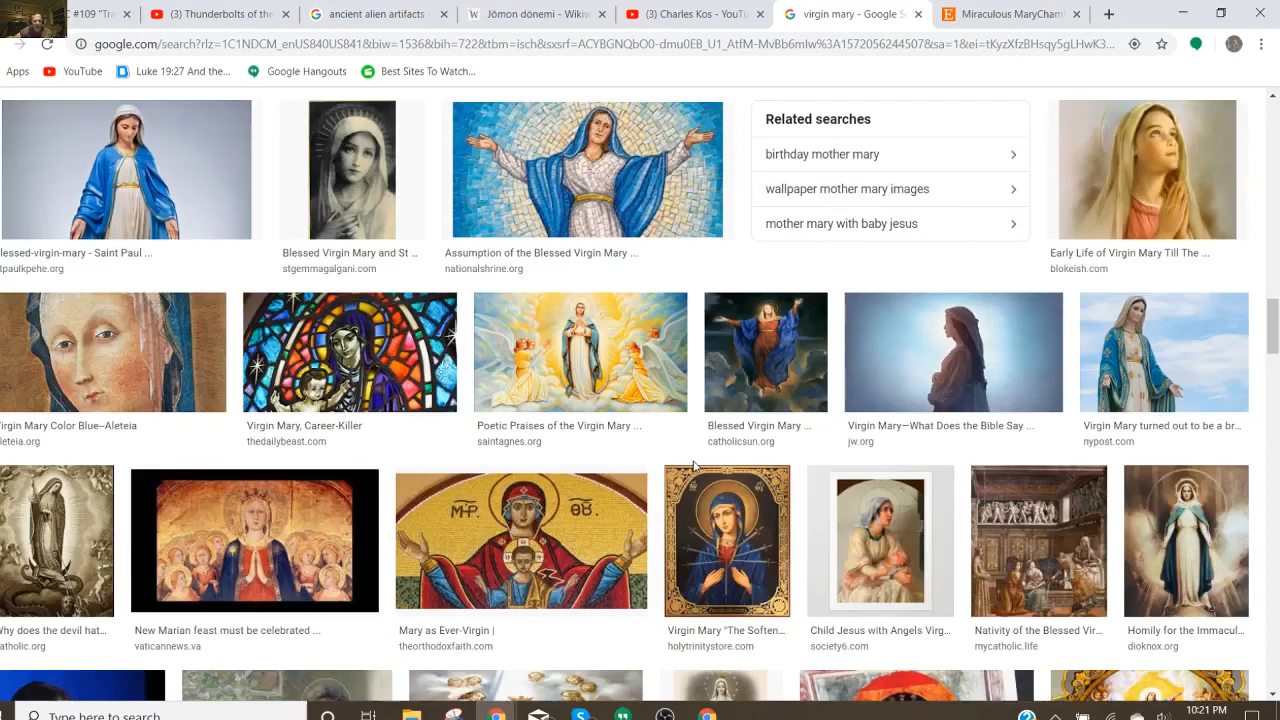 C #109 "Tra
(3) Thunderbolts of the
ancient alien artifacts -
Jōmon dönemi - Wikiw
(3) Charles Kos - YouTu
virgin mary - Google S
Miraculous MaryCham
google.com/search?rlz=1C1NDCM_enUS840US841&biw=1536&bih=722&tbm=isch&sxsrf=ACYBGNQbO0-dmu0EB_U1_AtfM-MvBb6mIw%3A1572056244507&sa=1&ei=tKyzXfzBHsqy5gLHwK3...
Apps
YouTube
Luke 19:27 And the...
Google Hangouts
Best Sites To Watch...
Related searches
birthday mother mary
wallpaper mother mary images
mother mary with baby jesus
lessed-virgin-mary - Saint Paul ...
Blessed Virgin Mary and St ...
Assumption of the Blessed Virgin Mary ...
Early Life of Virgin Mary Till The ...
tpaulkpehe.org
stgemmagalgani.com
nationalshrine.org
blokeish.com
irgin Mary Color Blue--Aleteia
Virgin Mary, Career-Killer
Poetic Praises of the Virgin Mary ...
Blessed Virgin Mary ...
Virgin Mary—What Does the Bible Say ...
Virgin Mary turned out to be a br...
leteia.org
thedailybeast.com
saintagnes.org
catholicsun.org
jw.org
nypost.com
Why does the devil hat...
New Marian feast must be celebrated ...
Mary as Ever-Virgin |
Virgin Mary "The Soften...
Child Jesus with Angels Virg...
Nativity of the Blessed Vir...
Homily for the Immacul...
atholic.org
vaticannews.va
theorthodoxfaith.com
holytrinitystore.com
society6.com
mycatholic.life
dioknox.org
Type here to search
10:21 PM